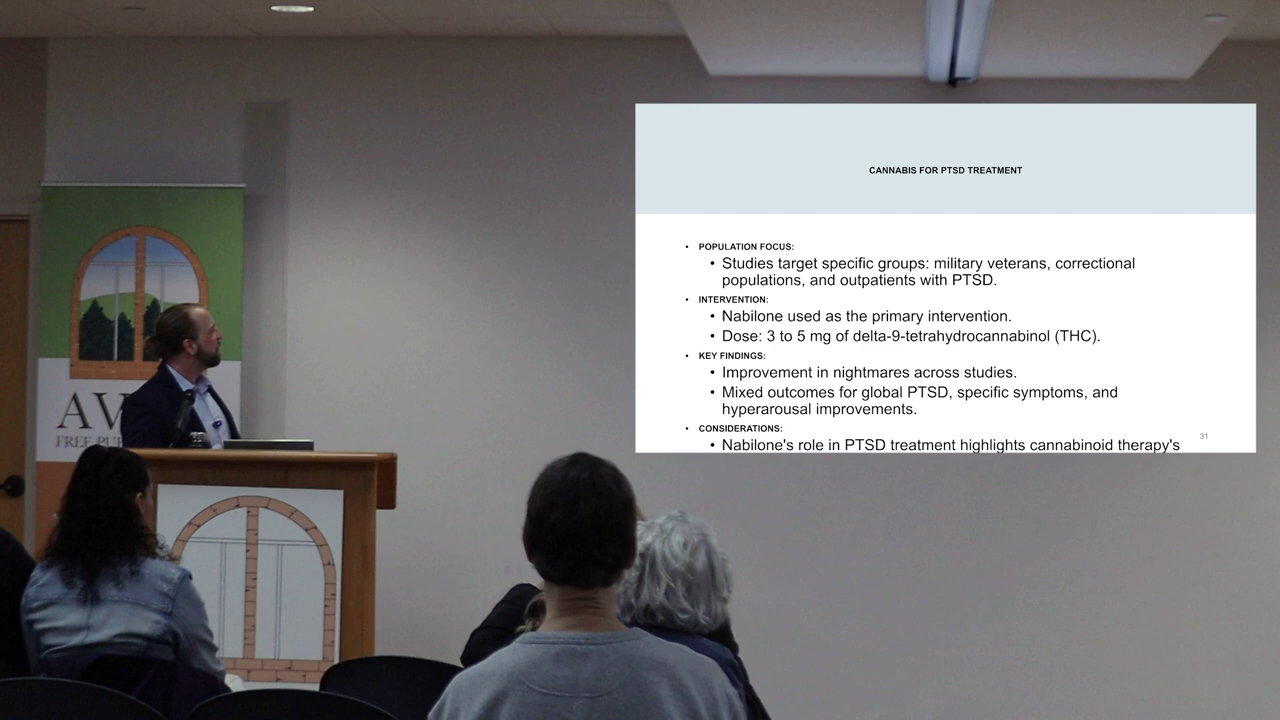 CANNABIS FOR PTSD TREATMENT
• POPULATION FOCUS:
• Studies target specific groups: military veterans, correctional
populations, and outpatients with PTSD.
• INTERVENTION:
• Nabilone used as the primary intervention.
• Dose: 3 to 5 mg of delta-9-tetrahydrocannabinol (THC).
• KEY FINDINGS:
• Improvement in nightmares across studies.
• Mixed outcomes for global PTSD, specific symptoms, and
hyperarousal improvements.
• CONSIDERATIONS:
• Nabilone's role in PTSD treatment highlights cannabinoid therapy's
31
FREE